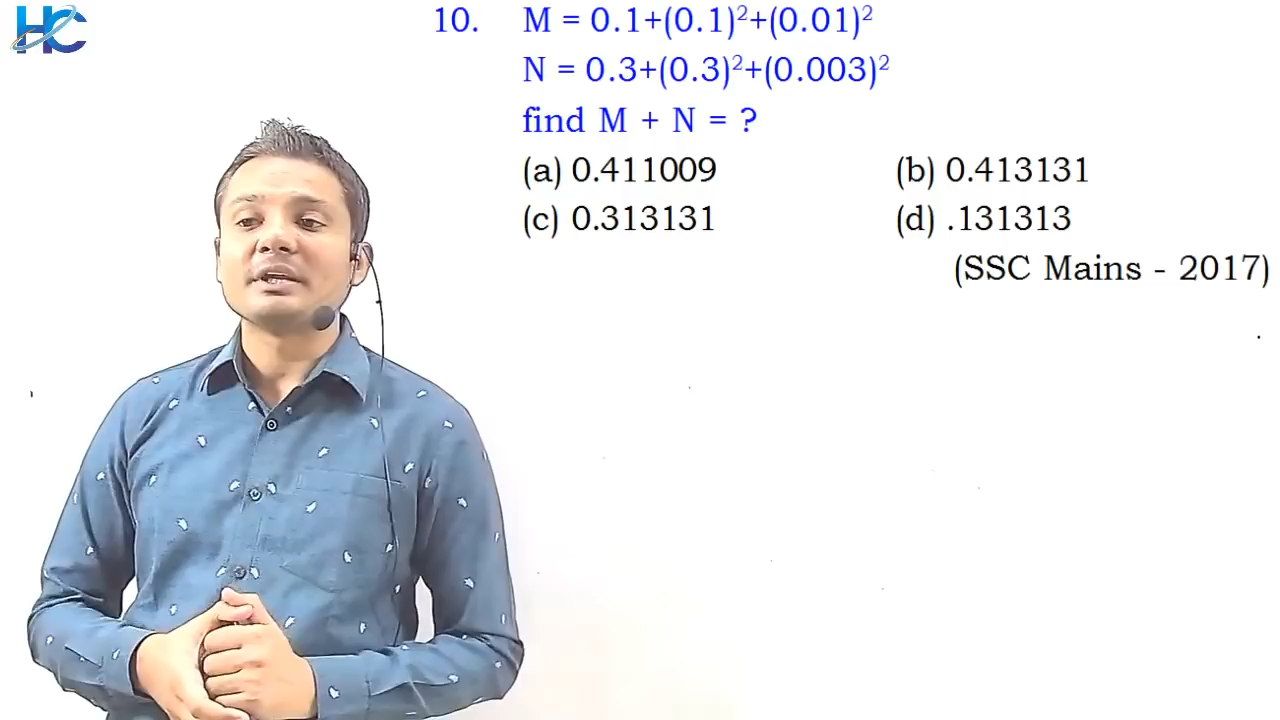 HC
10. M = 0.1+(0.1)²+(0.01)²
N = 0.3+(0.3)²+(0.003)²
find M + N = ?
(a) 0.411009 (b) 0.413131
(c) 0.313131 (d) .131313
(SSC Mains - 2017)